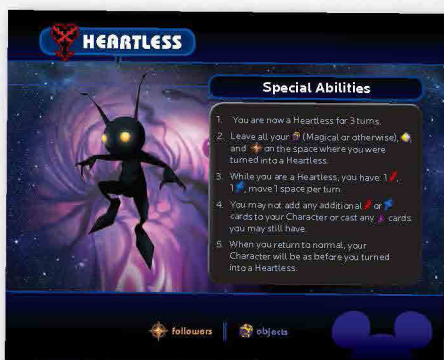 HEARTLESS
Special Abilities
1. You are now a Heartless for 3 turns.
2. Leave all your (Magical or otherwise), ,
and on the space where you were
turned into a Heartless.
3. While you are a Heartless, you have: 1 ,
1 , move 1 space per turn.
4. You may not add any additional or
cards to your Character or cast any cards
you may still have.
5. When you return to normal, your
Character will be as before you turned
into a Heartless.
followers objects